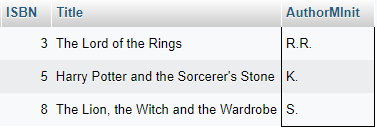 ISBN Title AuthorMInit
3 The Lord of the Rings R.R.
5 Harry Potter and the Sorcerer's Stone K.
8 The Lion, the Witch and the Wardrobe S.